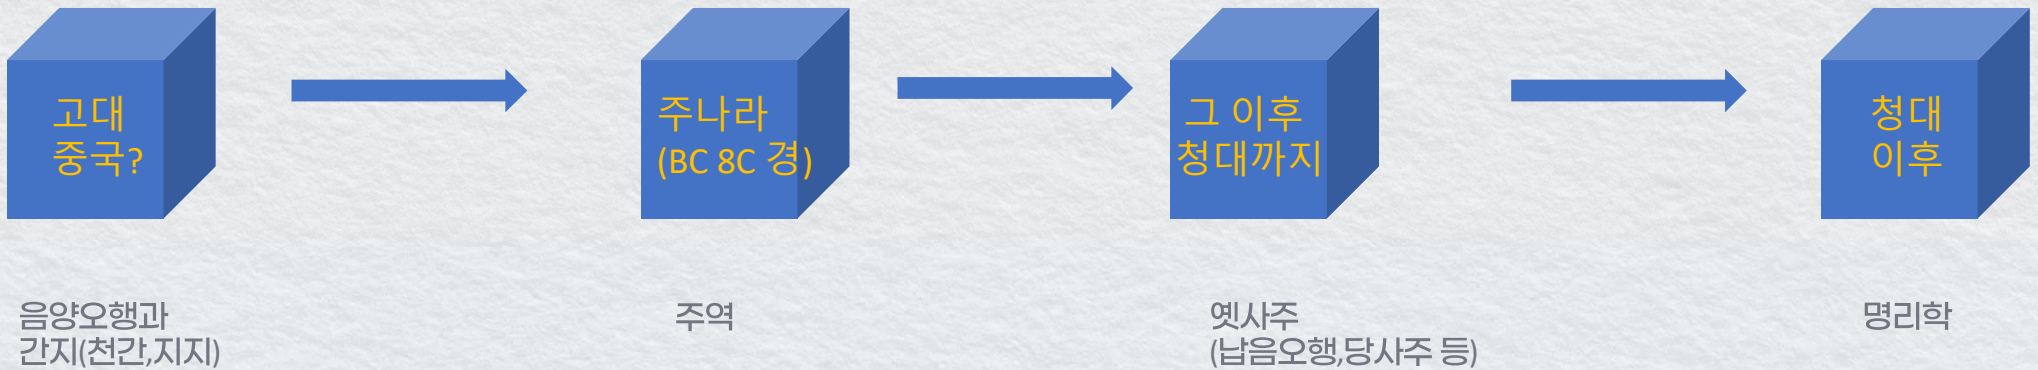 고대
중국?
주나라
(BC 8C 경)
그 이후
청대까지
청대
이후
음양오행과
간지(천간,지지)
주역
옛사주
(납음오행,당사주 등)
명리학